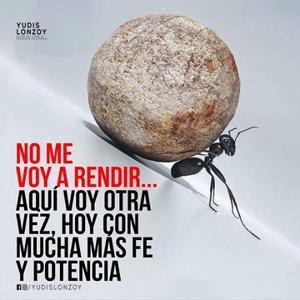 YUDIS
LONZOY
NO ME
VOY A RENDIR...
AQUÍ VOY OTRA
VEZ, HOY CON
MUCHA MÁS FE
Y POTENCIA
/YUDISLONZOY